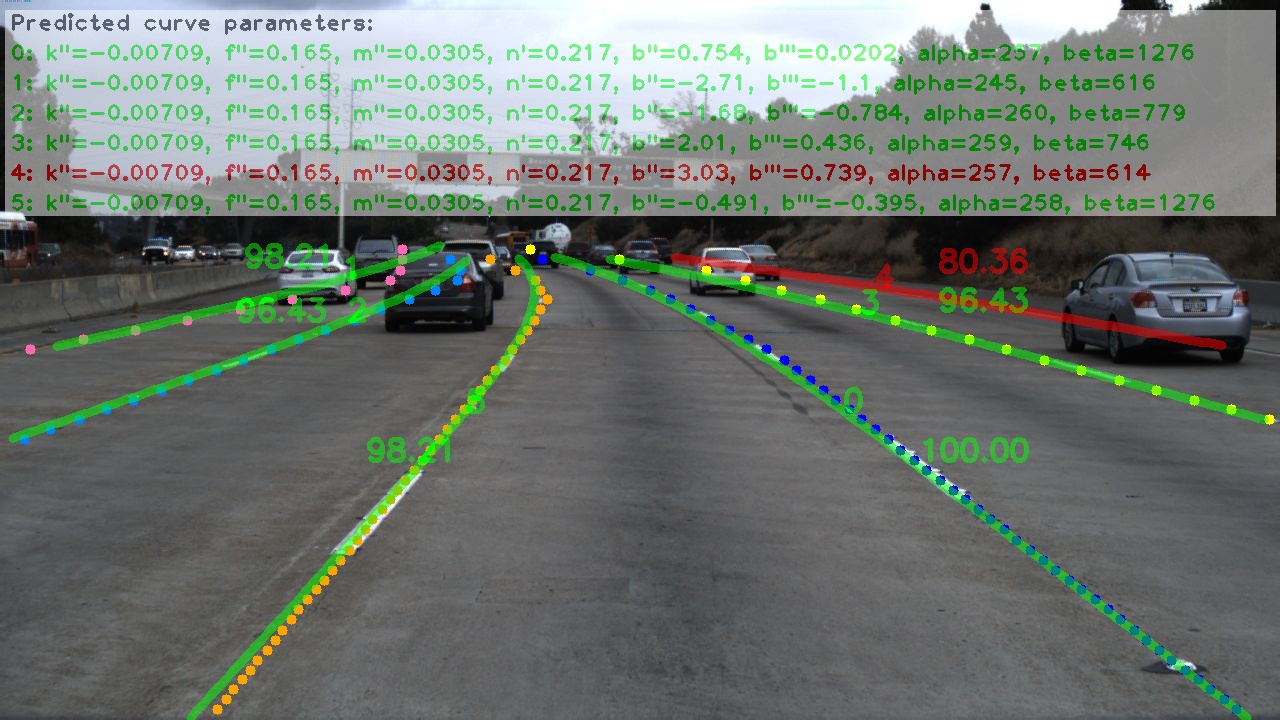 Predicted curve parameters:
0: k''=-0.00709, f''=0.165, m''=0.0305, n'=0.217, b''=0.754, b'''=0.0202, alpha=257, beta=1276
1: k''=-0.00709, f''=0.165, m''=0.0305, n'=0.217, b''=-2.71, b'''=-1.1, alpha=245, beta=616
2: k''=-0.00709, f''=0.165, m''=0.0305, n'=0.217, b''=-1.68, b'''=-0.784, alpha=260, beta=779
3: k''=-0.00709, f''=0.165, m''=0.0305, n'=0.217, b''=2.01, b'''=0.436, alpha=259, beta=746
4: k''=-0.00709, f''=0.165, m''=0.0305, n'=0.217, b''=3.03, b'''=0.739, alpha=257, beta=614
5: k''=-0.00709, f''=0.165, m''=0.0305, n'=0.217, b''=-0.491, b'''=-0.395, alpha=258, beta=1276
98.21 1
80.36
4
96.43 2
3 96.43
5
0
98.21
100.00